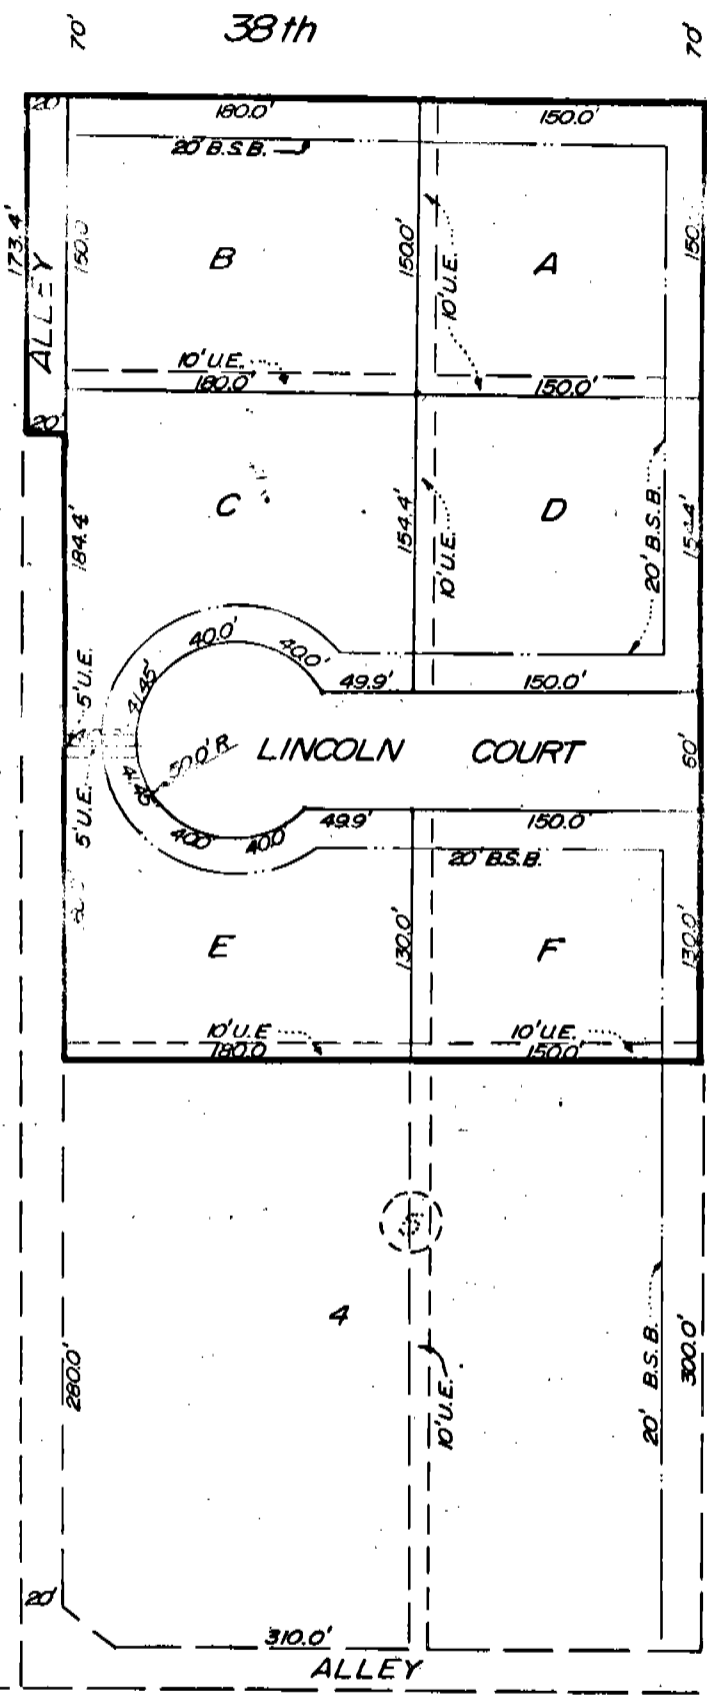 70'
38th
70'
20'
180.0'
150.0'
20' B.S.B.
173.4'
ALLEY
150.0
B
150.0'
10' U.E.
A
150.
10' U.E.
180.0'
150.0'
20'
184.4'
C
154.4'
10' U.E.
D
20' B.S.B.
154.4'
40.0'
40.0'
41.45'
49.9'
150.0'
5' U.E.
50.0' R
LINCOLN COURT
60'
5' U.E.
40.0'
40.0
49.9'
150.0'
20' B.S.B.
E
130.0'
F
130.0'
10' U.E
180.0
10' U.E.
150.0'
4
280.0'
10' U.E.
20' B.S.B.
300.0'
20'
310.0'
ALLEY